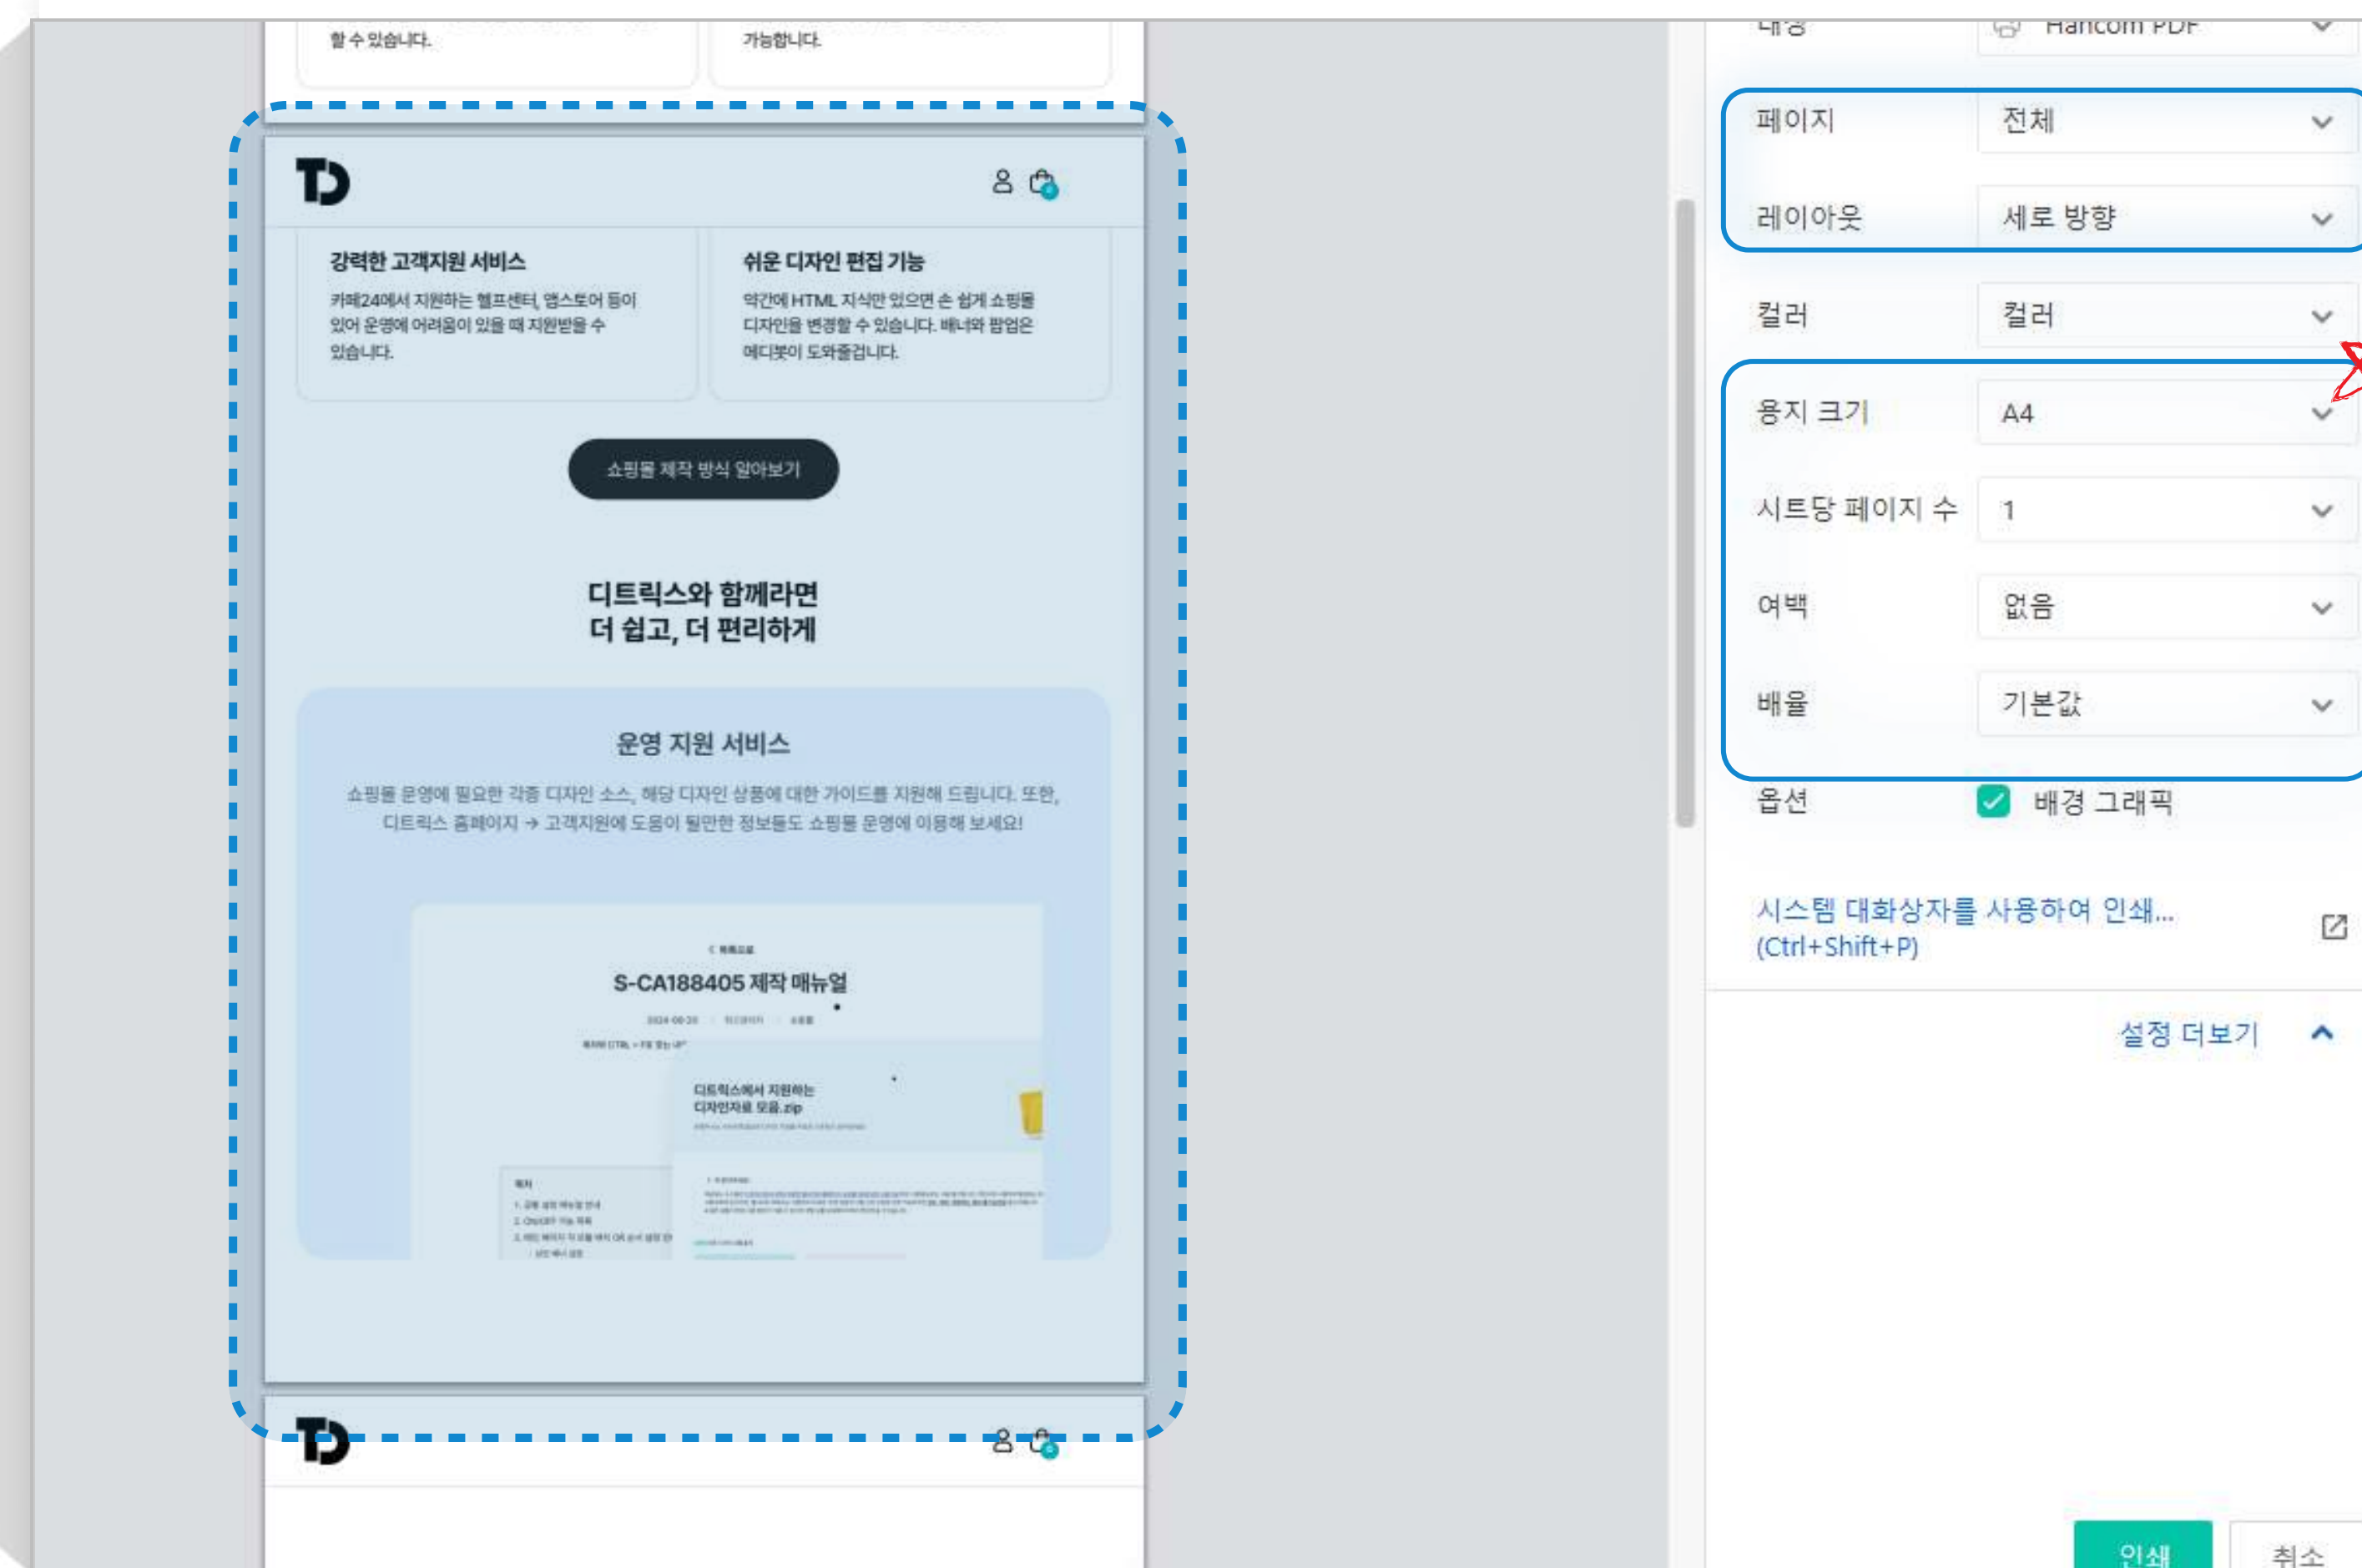 할 수 있습니다.
가능합니다.
TD
강력한 고객지원 서비스
카페24에서 지원하는 헬프센터, 앱스토어 등이
있어 운영에 어려움이 있을 때 지원받을 수
있습니다.
쉬운 디자인 편집 기능
약간에 HTML 지식만 있으면 손 쉽게 쇼핑몰
디자인을 변경할 수 있습니다. 배너와 팝업은
에디봇이 도와줄겁니다.
쇼핑몰 제작 방식 알아보기
디트릭스와 함께라면
더 쉽고, 더 편리하게
운영 지원 서비스
쇼핑몰 운영에 필요한 각종 디자인 소스, 해당 디자인 상품에 대한 가이드를 지원해 드립니다. 또한,
디트릭스 홈페이지 → 고객지원에 도움이 될만한 정보들도 쇼핑몰 운영에 이용해 보세요!
< 목록으로
S-CA188405 제작 매뉴얼
디트릭스에서 지원하는
디자인자료 모음.zip
목차
TD
대상 Hancom PDF
페이지 전체
레이아웃 세로 방향
컬러 컬러
용지 크기 A4
시트당 페이지 수 1
여백 없음
배율 기본값
옵션 배경 그래픽
시스템 대화상자를 사용하여 인쇄...
(Ctrl+Shift+P)
설정 더보기
인쇄 취소